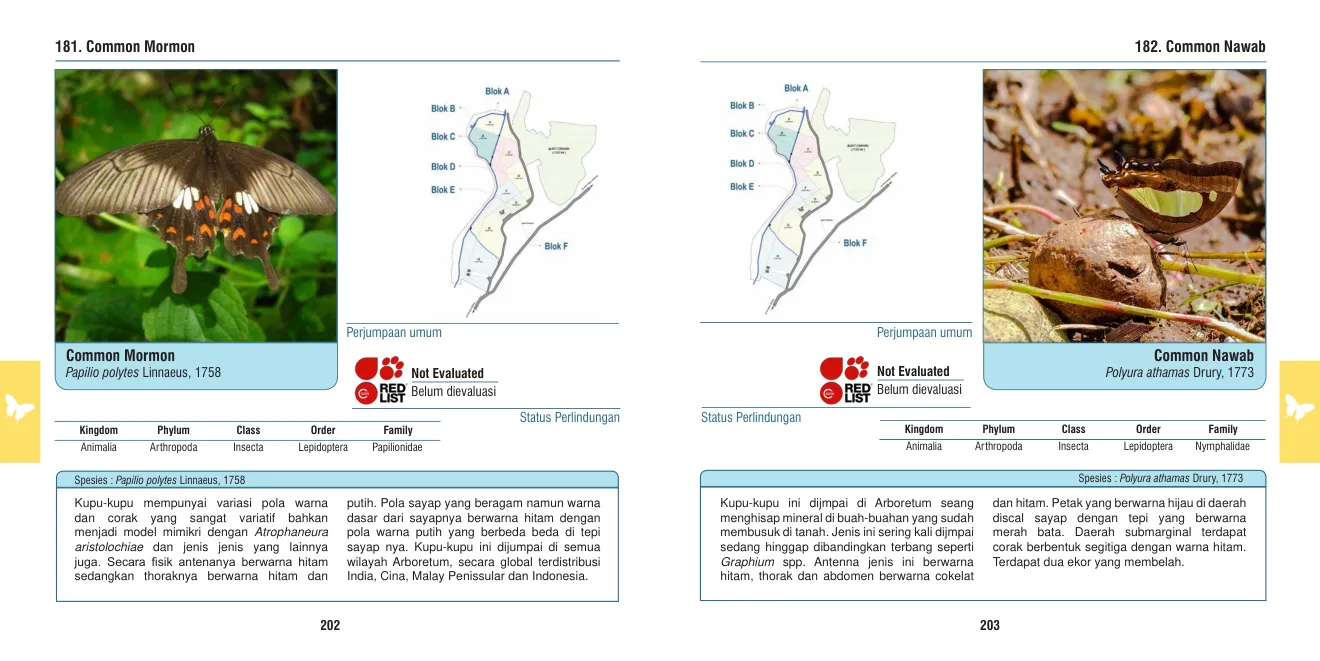 181. Common Mormon
Blok A
Blok B
Blok C
Blok D
Blok E
Blok F
Perjumpaan umum
Common Mormon
Papilio polytes Linnaeus, 1758
RED
LIST
Not Evaluated
Belum dievaluasi
Status Perlindungan
Kingdom Phylum Class Order Family
Animalia Arthropoda Insecta Lepidoptera Papilionidae
Spesies : Papilio polytes Linnaeus, 1758
Kupu-kupu mempunyai variasi pola warna
dan corak yang sangat variatif bahkan
menjadi model mimikri dengan Atrophaneura
aristolochiae dan jenis jenis yang lainnya
juga. Secara fisik antenanya berwarna hitam
sedangkan thoraknya berwarna hitam dan
putih. Pola sayap yang beragam namun warna
dasar dari sayapnya berwarna hitam dengan
pola warna putih yang berbeda beda di tepi
sayap nya. Kupu-kupu ini dijumpai di semua
wilayah Arboretum, secara global terdistribusi
India, Cina, Malay Penissular dan Indonesia.
202
182. Common Nawab
Blok A
Blok B
Blok C
Blok D
Blok E
Blok F
Perjumpaan umum
Common Nawab
Polyura athamas Drury, 1773
RED
LIST
Not Evaluated
Belum dievaluasi
Status Perlindungan
Kingdom Phylum Class Order Family
Animalia Arthropoda Insecta Lepidoptera Nymphalidae
Spesies : Polyura athamas Drury, 1773
Kupu-kupu ini dijmpai di Arboretum seang
menghisap mineral di buah-buahan yang sudah
membusuk di tanah. Jenis ini sering kali dijmpai
sedang hinggap dibandingkan terbang seperti
Graphium spp. Antenna jenis ini berwarna
hitam, thorak dan abdomen berwarna cokelat
dan hitam. Petak yang berwarna hijau di daerah
discal sayap dengan tepi yang berwarna
merah bata. Daerah submarginal terdapat
corak berbentuk segitiga dengan warna hitam.
Terdapat dua ekor yang membelah.
203